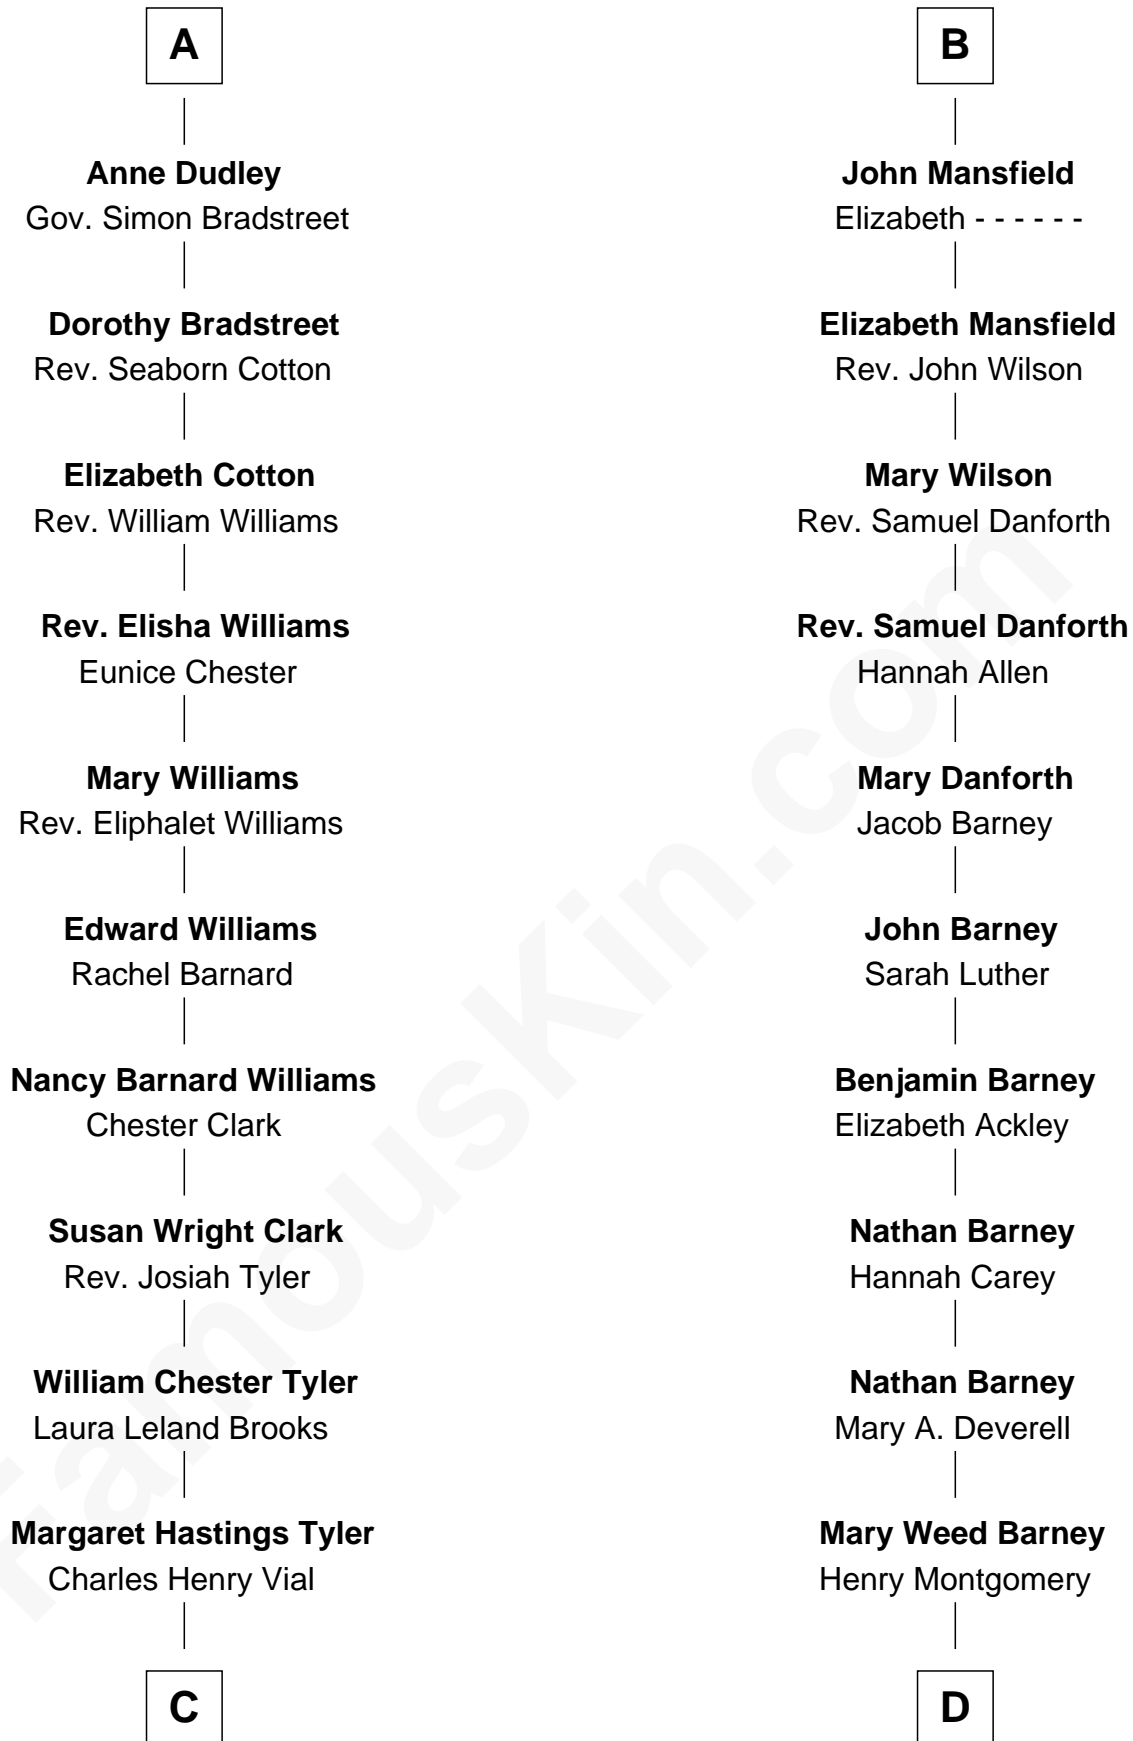 A
Anne Dudley
Gov. Simon Bradstreet
Dorothy Bradstreet
Rev. Seaborn Cotton
Elizabeth Cotton
Rev. William Williams
Rev. Elisha Williams
Eunice Chester
Mary Williams
Rev. Eliphalet Williams
Edward Williams
Rachel Barnard
Nancy Barnard Williams
Chester Clark
Susan Wright Clark
Rev. Josiah Tyler
William Chester Tyler
Laura Leland Brooks
Margaret Hastings Tyler
Charles Henry Vial
C
B
John Mansfield
Elizabeth - - - - - -
Elizabeth Mansfield
Rev. John Wilson
Mary Wilson
Rev. Samuel Danforth
Rev. Samuel Danforth
Hannah Allen
Mary Danforth
Jacob Barney
John Barney
Sarah Luther
Benjamin Barney
Elizabeth Ackley
Nathan Barney
Hannah Carey
Nathan Barney
Mary A. Deverell
Mary Weed Barney
Henry Montgomery
D
FamousKin.com